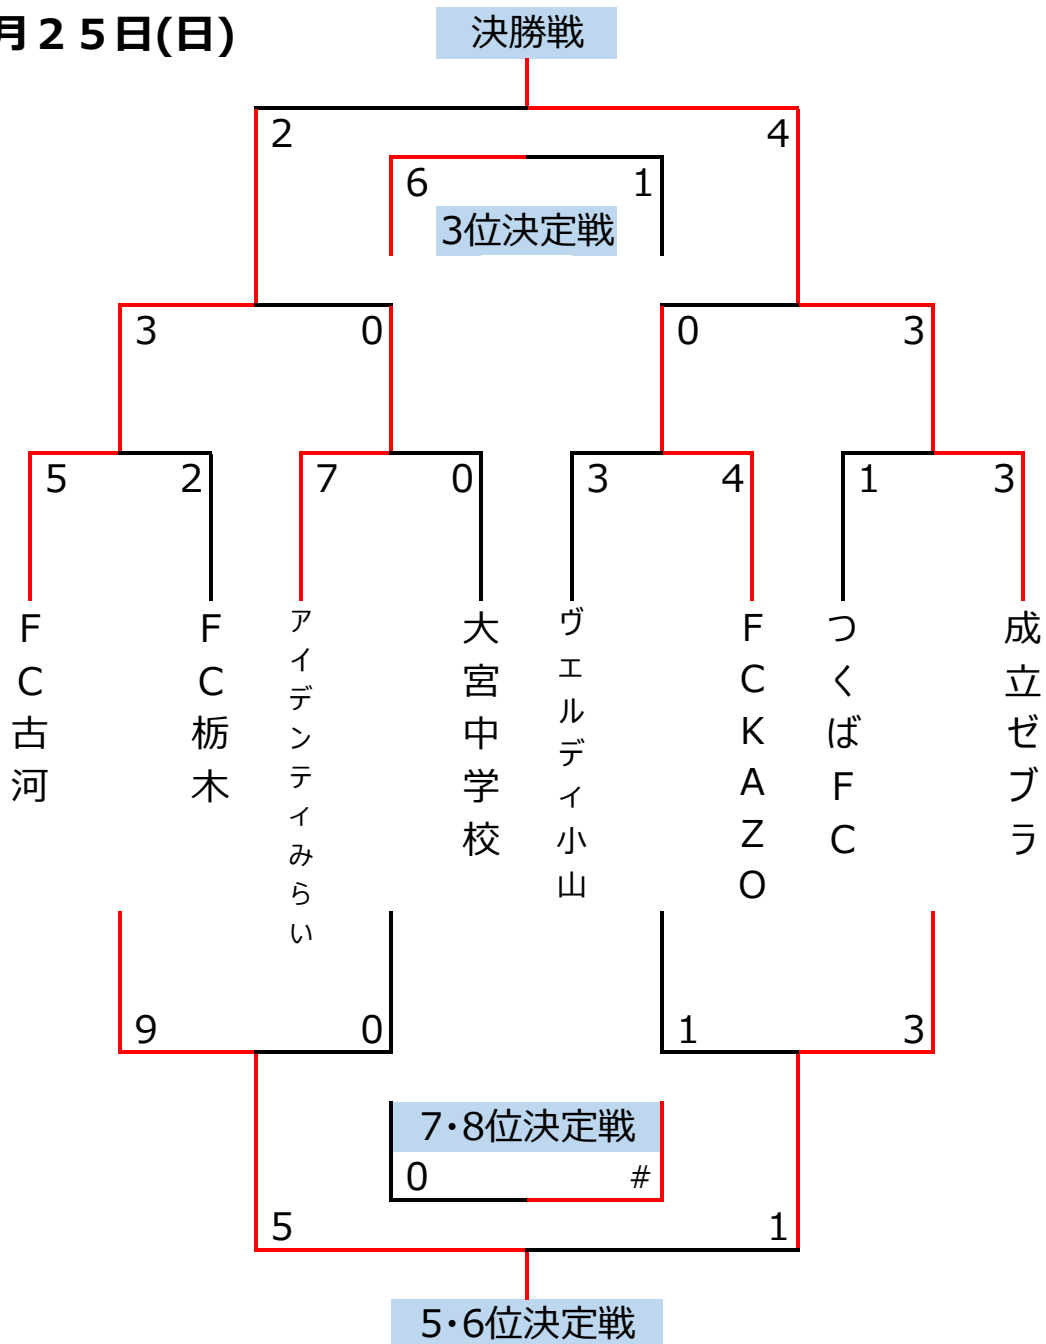 月２５日(日)
決勝戦
2 4
6 1
3位決定戦
3 0 0 3
5 2 7 0 3 4 1 3
ＦＣ古河
ＦＣ栃木
アイデンティみらい
大宮中学校
ヴェルディ小山
ＦＣＫＡＺＯ
つくばＦＣ
成立ゼブラ
9 0 1 3
7・8位決定戦
0 #
5 1
5・6位決定戦